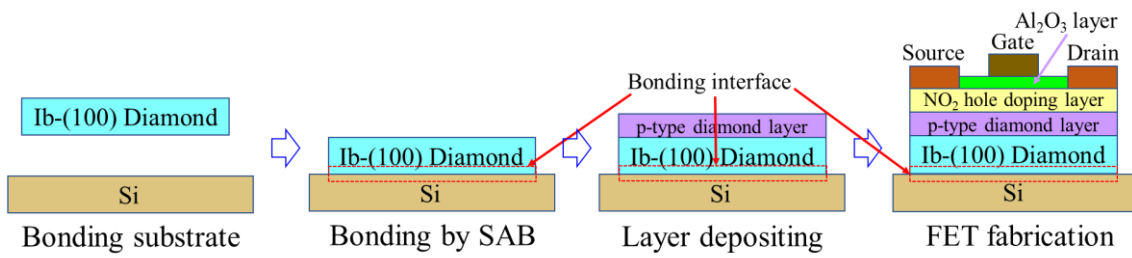 Ib-(100) Diamond
Si
Bonding substrate
Ib-(100) Diamond
Si
Bonding by SAB
Bonding interface
p-type diamond layer
Ib-(100) Diamond
Si
Layer depositing
Al₂O₃ layer
Source
Gate
Drain
NO₂ hole doping layer
p-type diamond layer
Ib-(100) Diamond
Si
FET fabrication